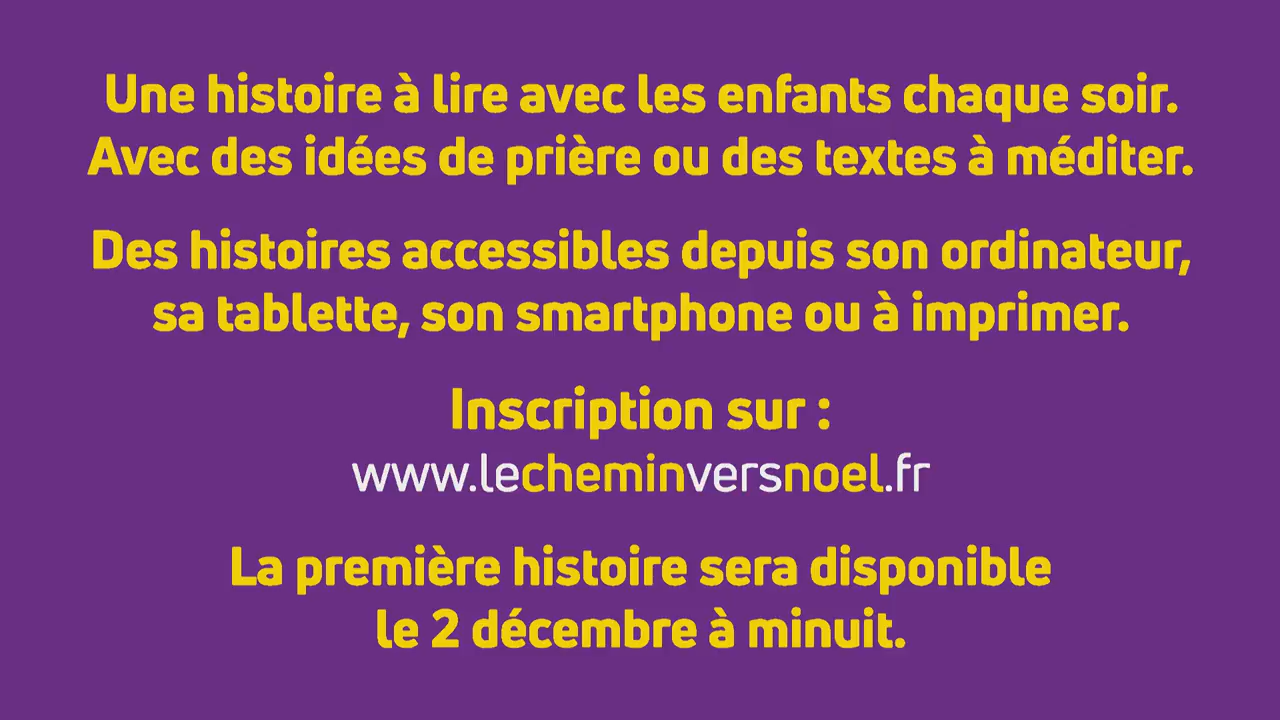 Une histoire à lire avec les enfants chaque soir.
Avec des idées de prière ou des textes à méditer.
Des histoires accessibles depuis son ordinateur,
sa tablette, son smartphone ou à imprimer.
Inscription sur :
www.lecheminversnoel.fr
La première histoire sera disponible
le 2 décembre à minuit.